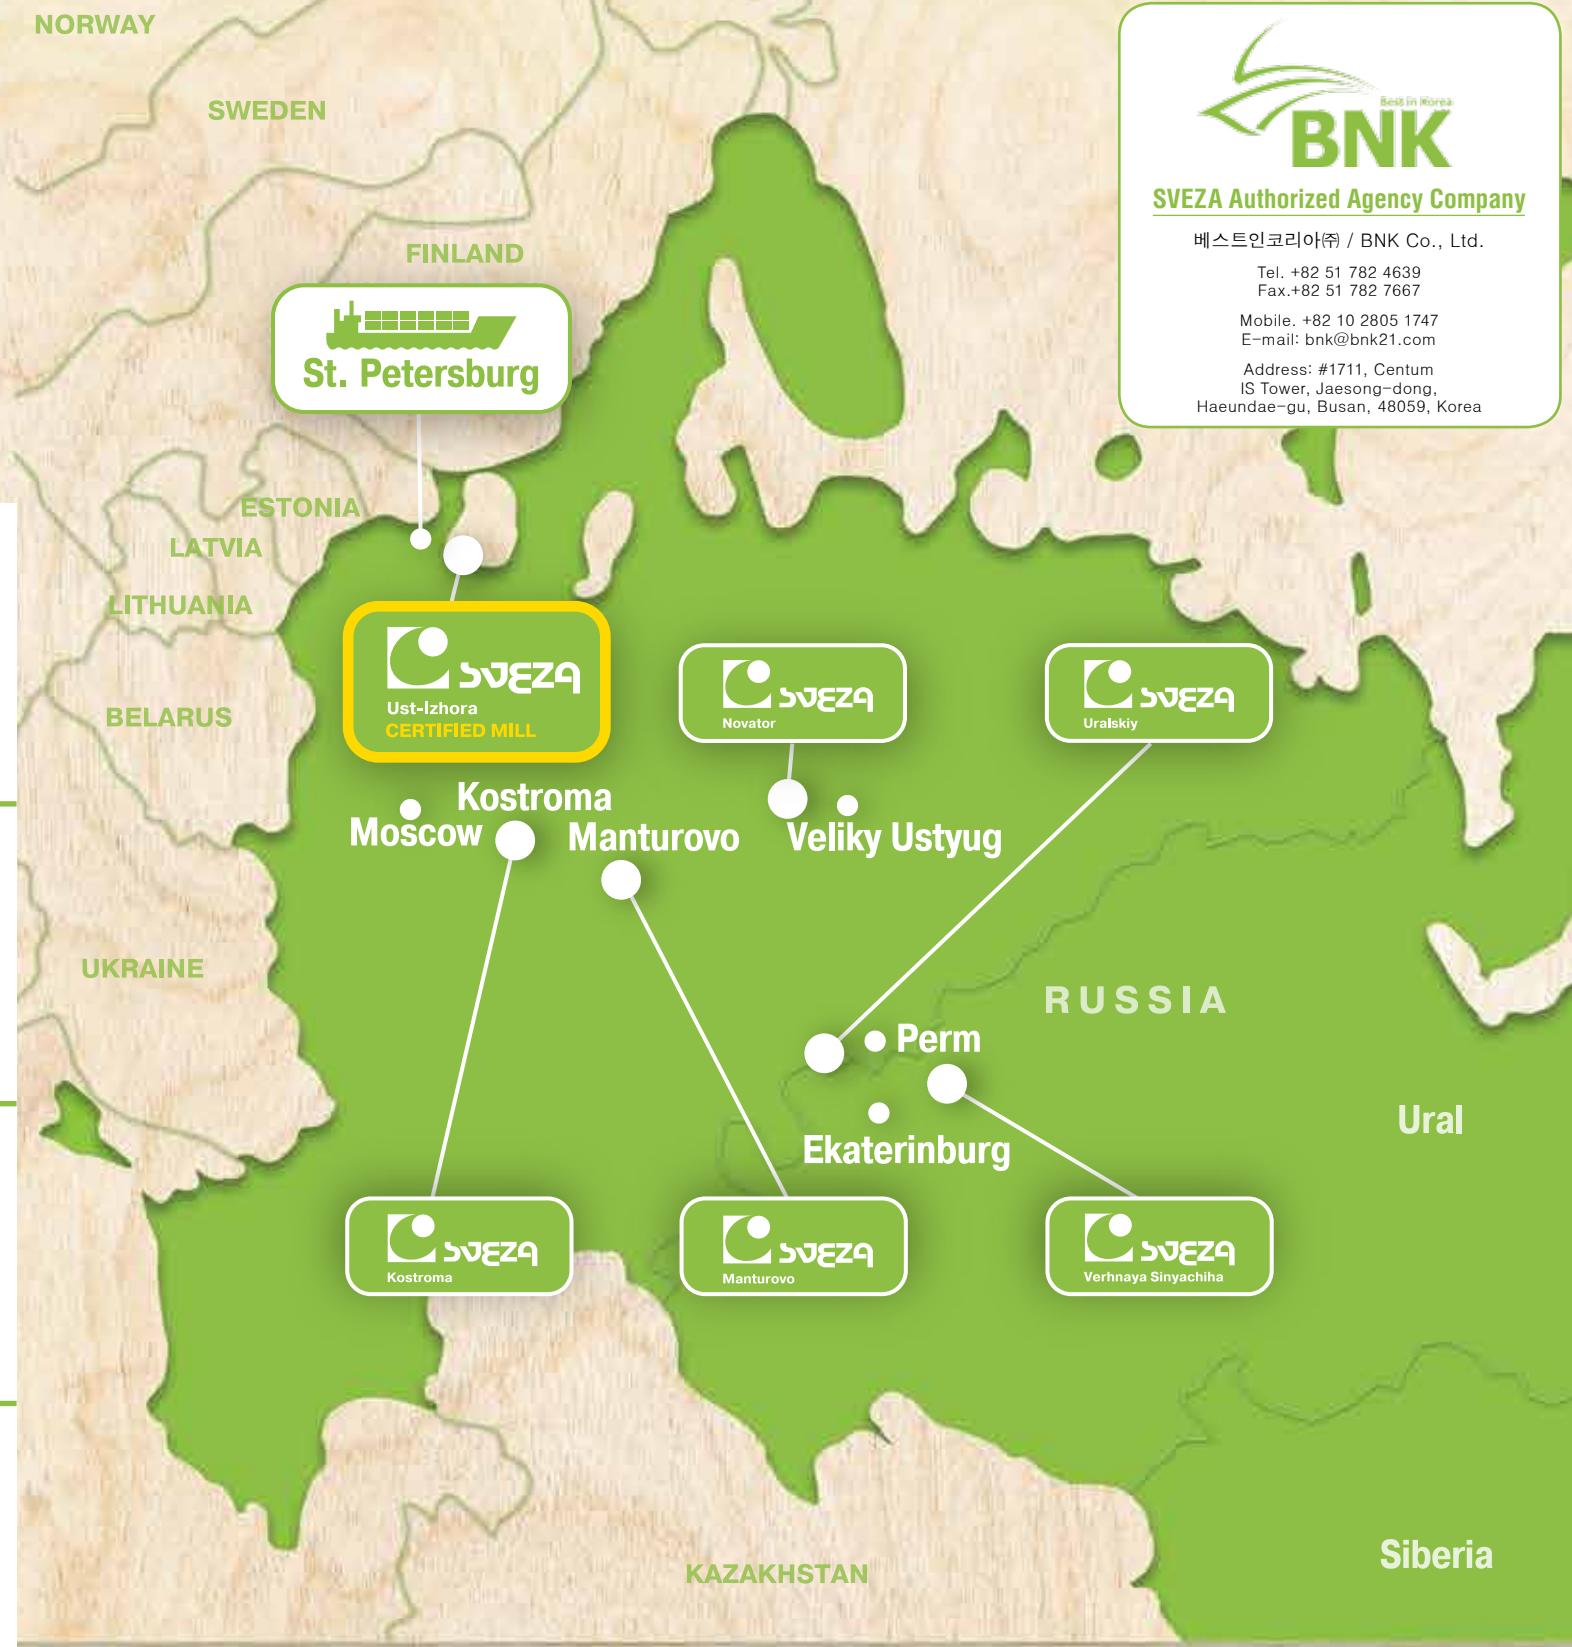 NORWAY
SWEDEN
FINLAND
St. Petersburg
ESTONIA
LATVIA
LITHUANIA
BELARUS
UKRAINE
Best in Korea
BNK
SVEZA Authorized Agency Company
베스트인코리아㈜ / BNK Co., Ltd.
Tel. +82 51 782 4639
Fax.+82 51 782 7667
Mobile. +82 10 2805 1747
E-mail: bnk@bnk21.com
Address: #1711, Centum
IS Tower, Jaesong-dong,
Haeundae-gu, Busan, 48059, Korea
SVEZA
Ust-Izhora
CERTIFIED MILL
SVEZA
Novator
SVEZA
Uralskiy
Kostroma
Moscow
Manturovo
Veliky Ustyug
RUSSIA
Perm
Ekaterinburg
Ural
SVEZA
Kostroma
SVEZA
Manturovo
SVEZA
Verhnaya Sinyachiha
Siberia
KAZAKHSTAN